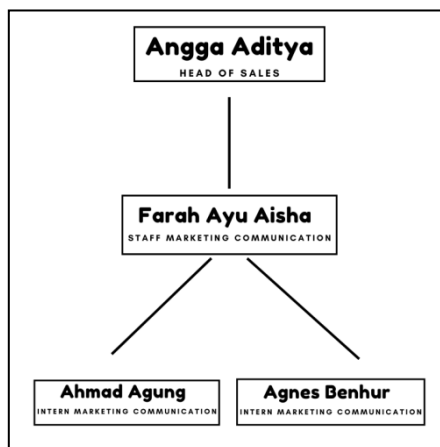 Angga Aditya
HEAD OF SALES
Farah Ayu Aisha
STAFF MARKETING COMMUNICATION
Ahmad Agung
INTERN MARKETING COMMUNICATION
Agnes Benhur
INTERN MARKETING COMMUNICATION